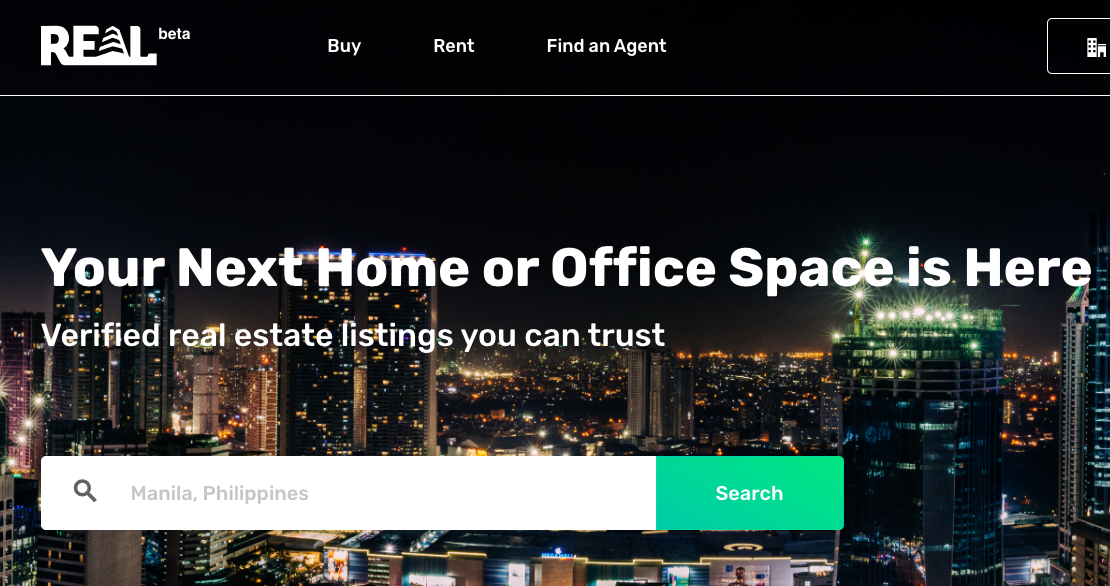 REAL beta
Buy
Rent
Find an Agent
Your Next Home or Office Space is Here
Verified real estate listings you can trust
Manila, Philippines
Search